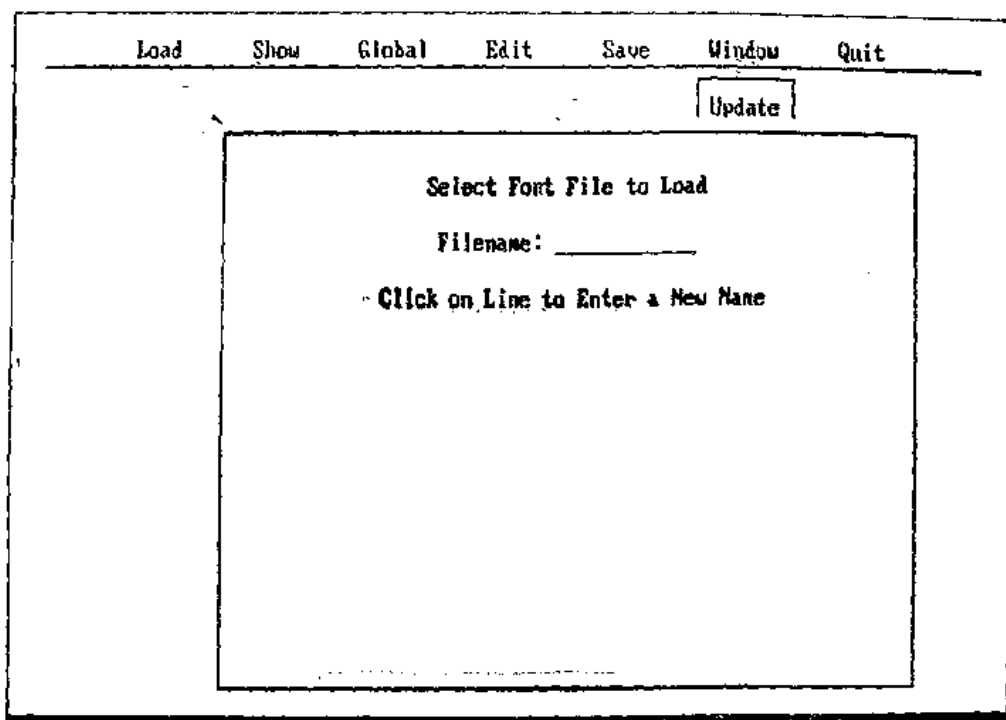 Load Show Global Edit Save Window Quit
Update
Select Font File to Load
Filename: __________
Click on Line to Enter a New Name